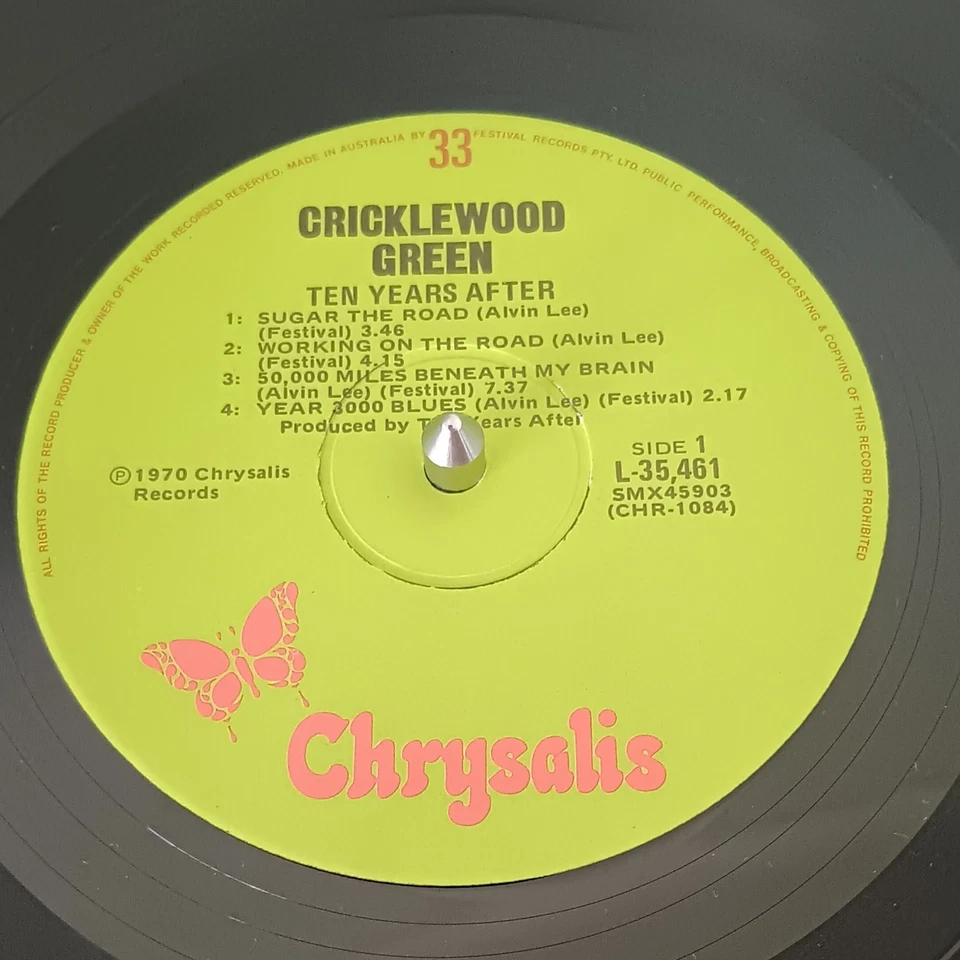 ALL RIGHTS OF THE RECORD PRODUCER & OWNER OF THE WORK RECORDED RESERVED. MADE IN AUSTRALIA BY FESTIVAL RECORDS PTY. LTD. PUBLIC PERFORMANCE, BROADCASTING & COPYING OF THIS RECORD PROHIBITED
33
CRICKLEWOOD
GREEN
TEN YEARS AFTER
1: SUGAR THE ROAD (Alvin Lee)
(Festival) 3.46
2: WORKING ON THE ROAD (Alvin Lee)
(Festival) 4.15
3: 50,000 MILES BENEATH MY BRAIN
(Alvin Lee) (Festival) 7.37
4: YEAR 3000 BLUES (Alvin Lee) (Festival) 2.17
Produced by Years After
℗1970 Chrysalis
Records
SIDE 1
L-35,461
SMX45903
(CHR-1084)
Chrysalis